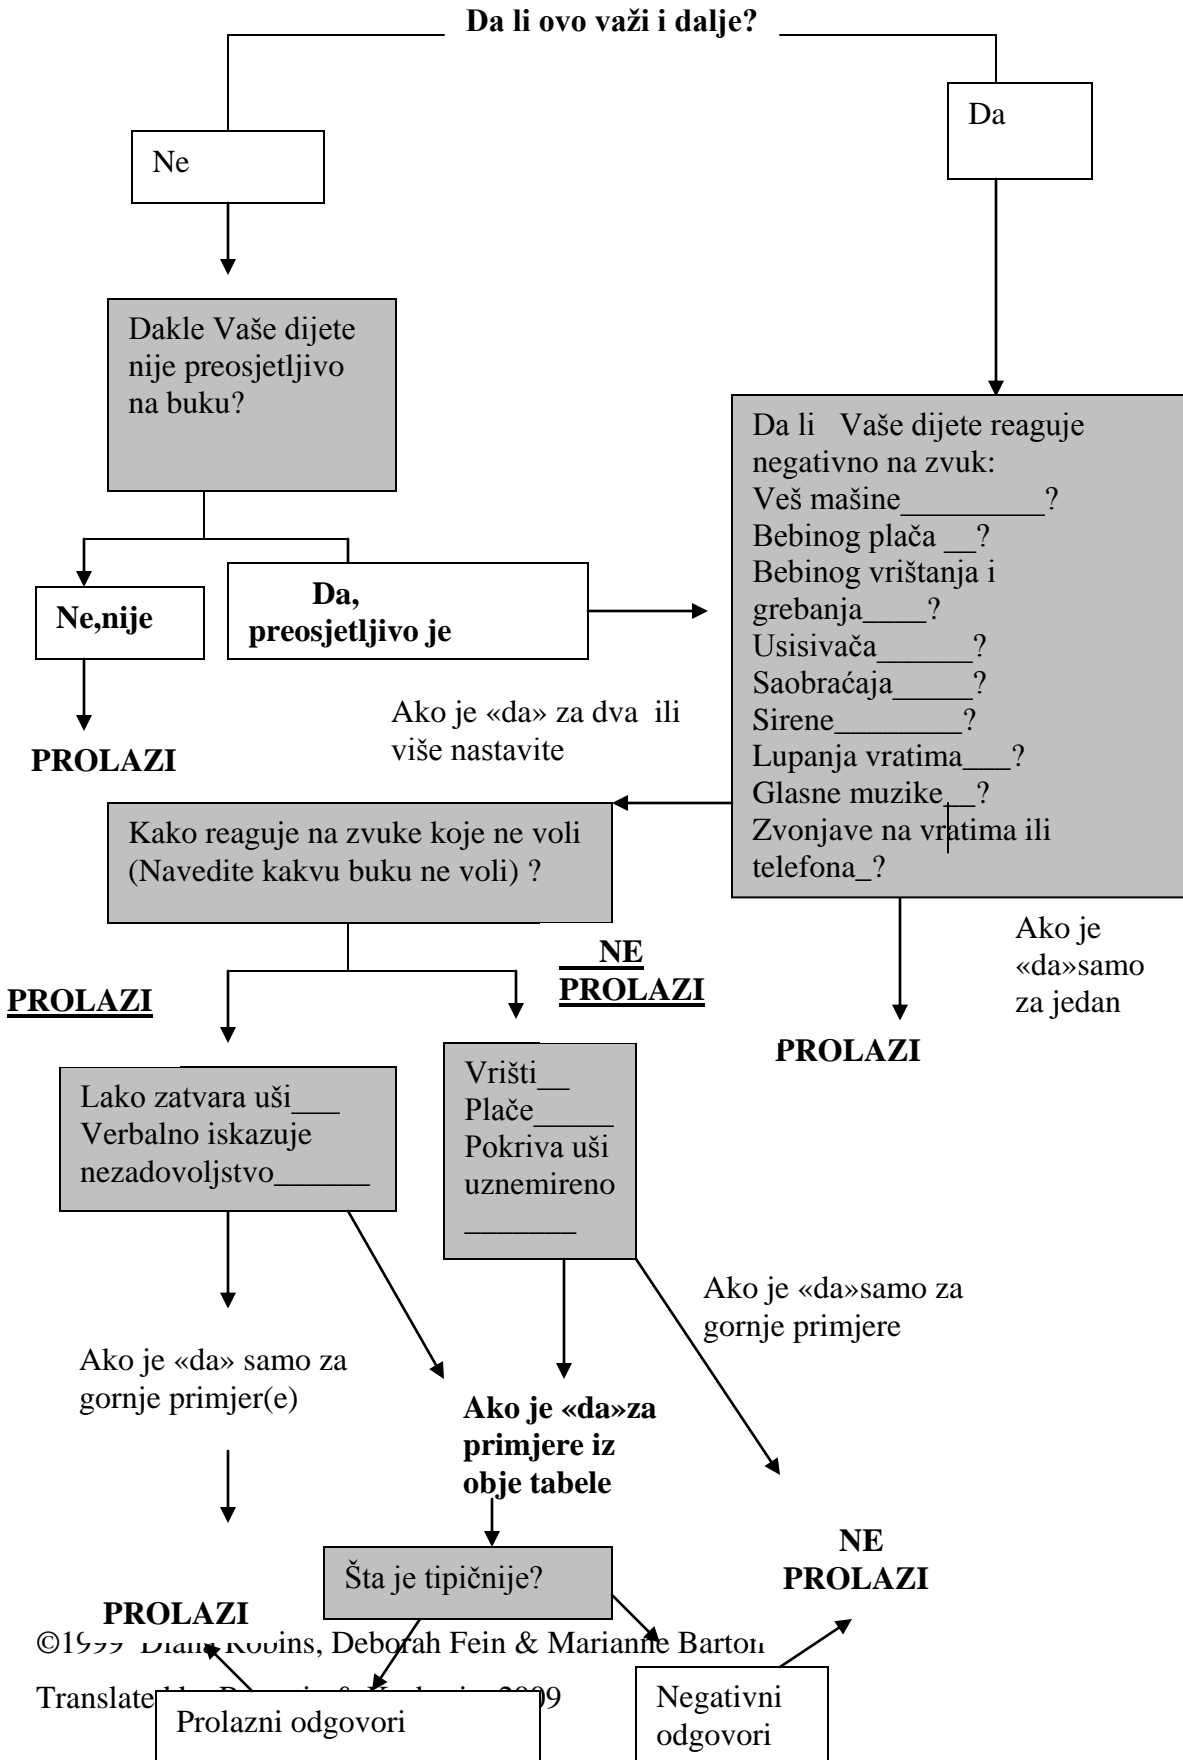 Da li ovo važi i dalje?
Da
Ne
Dakle Vaše dijete
nije preosjetljivo
na buku?
Da li   Vaše dijete reaguje
negativno na zvuk:
Veš mašine_________?
Bebinog plača __?
Bebinog vrištanja i
grebanja____?
Usisivača______?
Saobraćaja_____?
Sirene________?
Lupanja vratima___?
Glasne muzike__?
Zvonjave na vratima ili
telefona_?
Ne,nije
Da,
preosjetljivo je
Ako je «da» za dva  ili
više nastavite
PROLAZI
Kako reaguje na zvuke koje ne voli
(Navedite kakvu buku ne voli) ?
Ako je
«da»samo
za jedan
NE
PROLAZI
PROLAZI
PROLAZI
Lako zatvara uši___
Verbalno iskazuje
nezadovoljstvo______
Vrišti__
Plače_____
Pokriva uši
uznemireno
_______
Ako je «da»samo za
gornje primjere
Ako je «da» samo za
gornje primjer(e)
Ako je «da»za
primjere iz
obje tabele
NE
PROLAZI
Šta je tipičnije?
PROLAZI
©1999 Robins, Deborah Fein & Marianne Barton
Prolazni odgovori
Negativni
odgovori